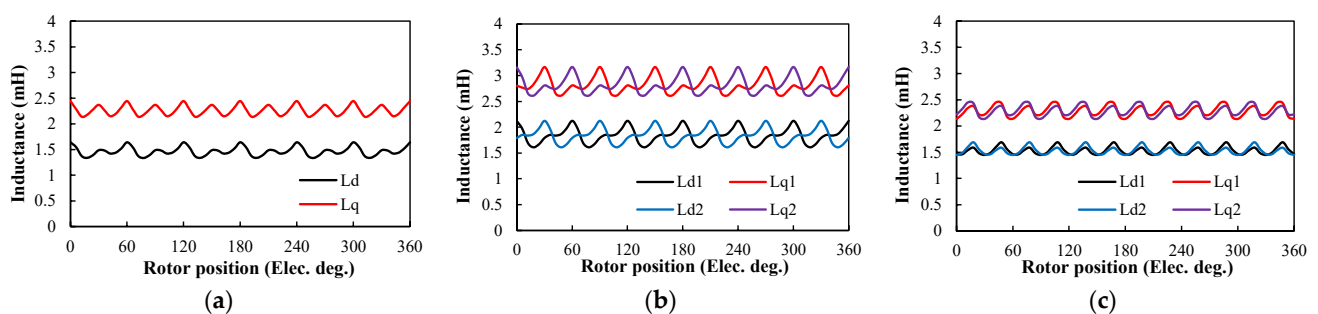 4
3.5
3
2.5
2
1.5
1
0.5
0
Inductance (mH)
Ld
Lq
0 60 120 180 240 300 360
Rotor position (Elec. deg.)
(a)
4
3.5
3
2.5
2
1.5
1
0.5
0
Inductance (mH)
Ld1 Lq1
Ld2 Lq2
0 60 120 180 240 300 360
Rotor position (Elec. deg.)
(b)
4
3.5
3
2.5
2
1.5
1
0.5
0
Inductance (mH)
Ld1 Lq1
Ld2 Lq2
0 60 120 180 240 300 360
Rotor position (Elec. deg.)
(c)